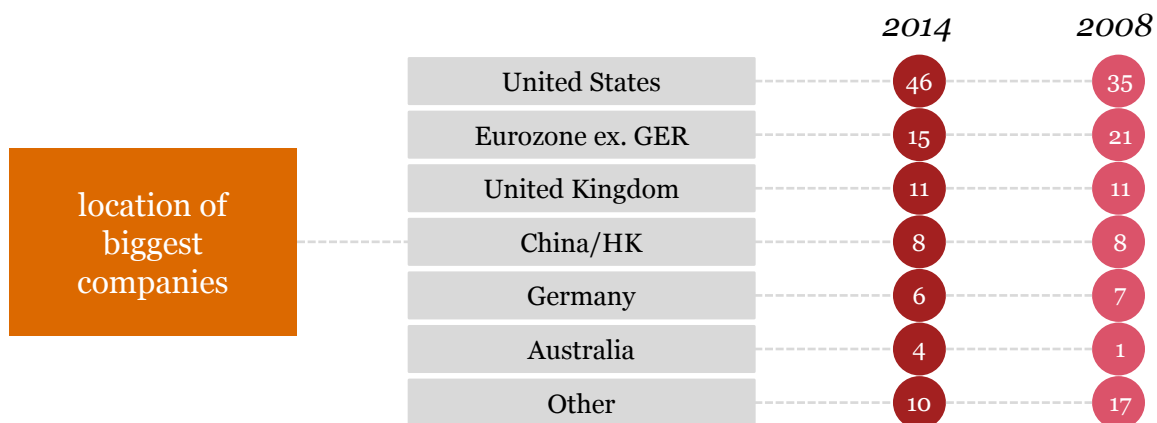 2014 2008
United States 46 35
Eurozone ex. GER 15 21
United Kingdom 11 11
location of
biggest
companies
China/HK 8 8
Germany 6 7
Australia 4 1
Other 10 17